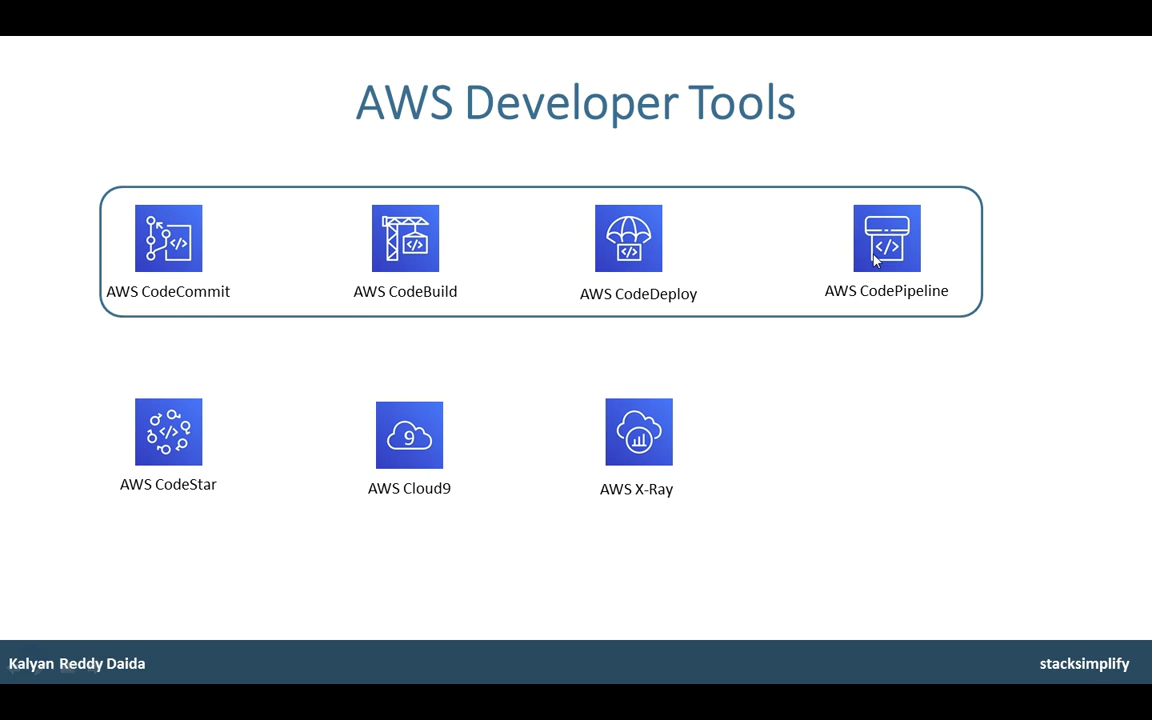 AWS Developer Tools
AWS CodeCommit
AWS CodeBuild
AWS CodeDeploy
AWS CodePipeline
AWS CodeStar
9
AWS Cloud9
AWS X-Ray
Kalyan Reddy Daida
stacksimplify